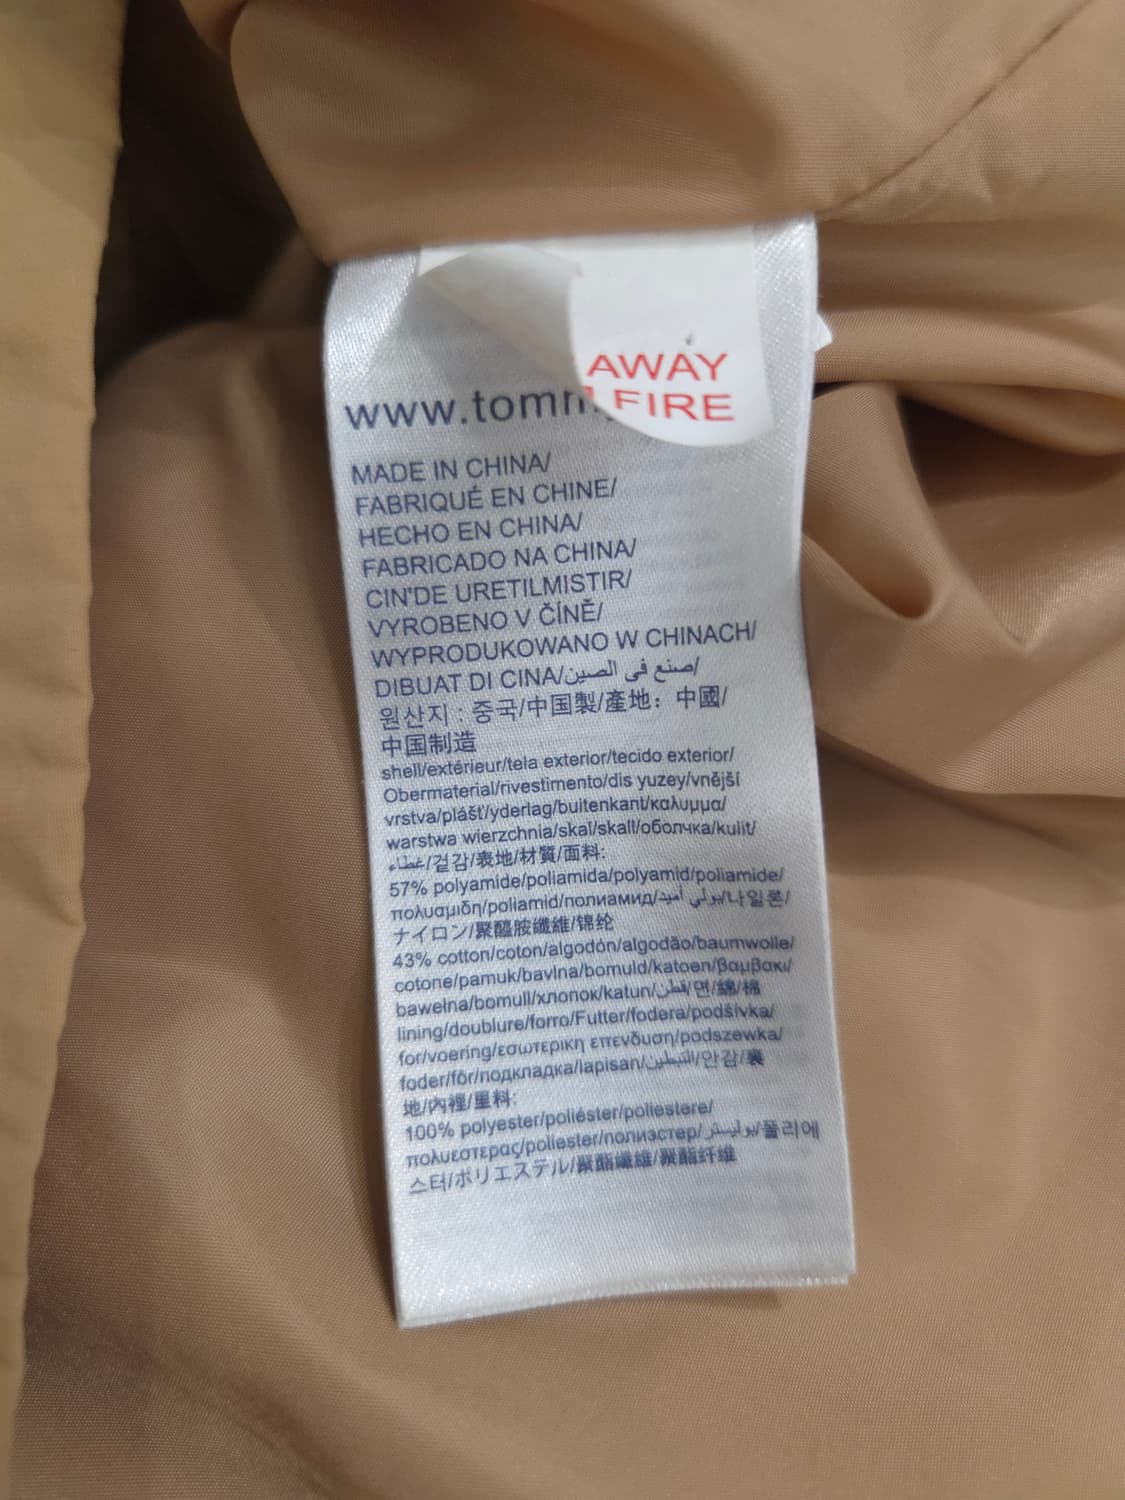 AWAY
FIRE
www.tomm
MADE IN CHINA/
FABRIQUÉ EN CHINE/
HECHO EN CHINA/
FABRICADO NA CHINA/
CIN'DE URETILMISTIR/
VYROBENO V ČÍNĚ/
WYPRODUKOWANO W CHINACH/
DIBUAT DI CINA/صنع في الصين/
원산지 : 중국/中国製/產地：中國/
中国制造
shell/extérieur/tela exterior/tecido exterior/
Obermaterial/rivestimento/dis yuzey/vnější
vrstva/plášť/yderlag/buitenkant/καλυμμα/
warstwa wierzchnia/skal/skall/оболчка/kulit/
غطاء/겉감/表地/材質/面料:
57% polyamide/poliamida/polyamid/poliamide/
πολυαμιδη/poliamid/полиамид/بولي أميد/나일론/
ナイロン/聚醯胺纖維/锦纶
43% cotton/coton/algodón/algodão/baumwolle/
cotone/pamuk/bavlna/bomuld/katoen/βαμβακι/
bawełna/bomull/хлопок/katun/قطن/면/綿/棉
lining/doublure/forro/Futter/fodera/podšívka/
for/voering/εσωτερικη επενδυση/podszewka/
foder/fôr/подкладка/lapisan/التبطين/안감/裏
地/內裡/里料:
100% polyester/poliéster/poliestere/
πολυεστερας/poliester/полиэстер/بوليستر/폴리에
스터/ポリエステル/聚酯纖維/聚酯纤维